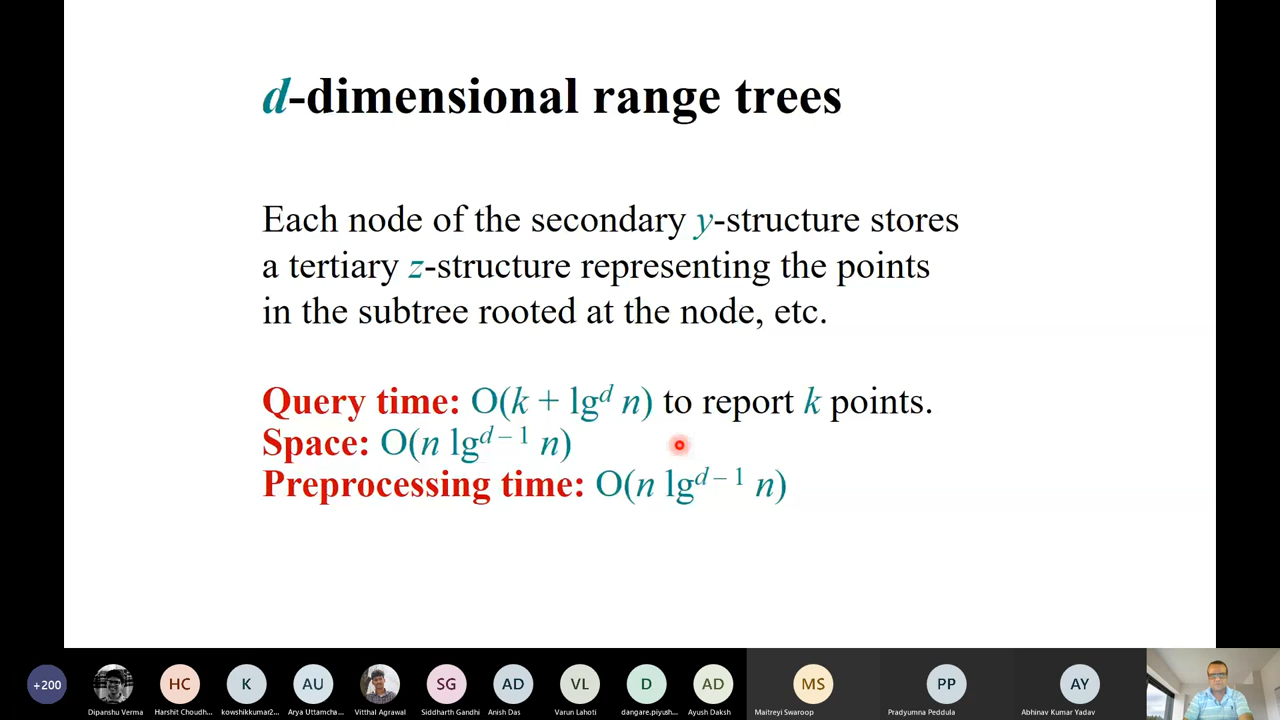 d-dimensional range trees
Each node of the secondary y-structure stores
a tertiary z-structure representing the points
in the subtree rooted at the node, etc.
Query time: O(k + lg^d n) to report k points.
Space: O(n lg^{d – 1} n)
Preprocessing time: O(n lg^{d – 1} n)
+200 HC K AU SG AD VL D AD MS PP AY
Dipanshu Verma Harshit Choudh... kowshikkumar2... Arya Uttamcha... Vitthal Agrawal Siddharth Gandhi Anish Das Varun Lahoti dangare.piyush... Ayush Daksh Maitreyi Swaroop Pradyumna Peddula Abhinav Kumar Yadav